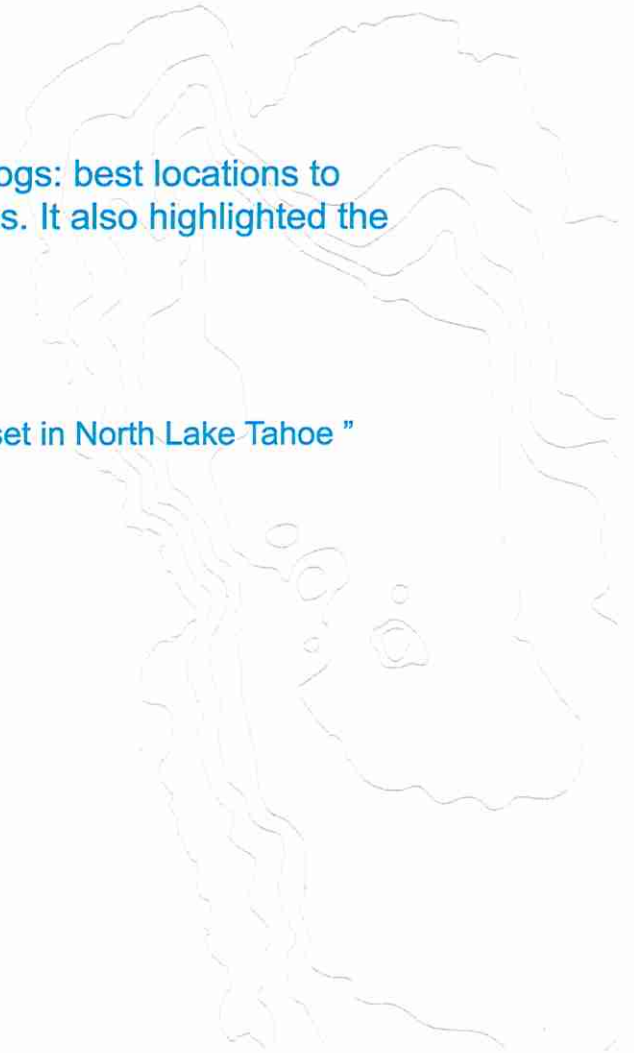 ogs: best locations to
s. It also highlighted the
set in North Lake Tahoe ”